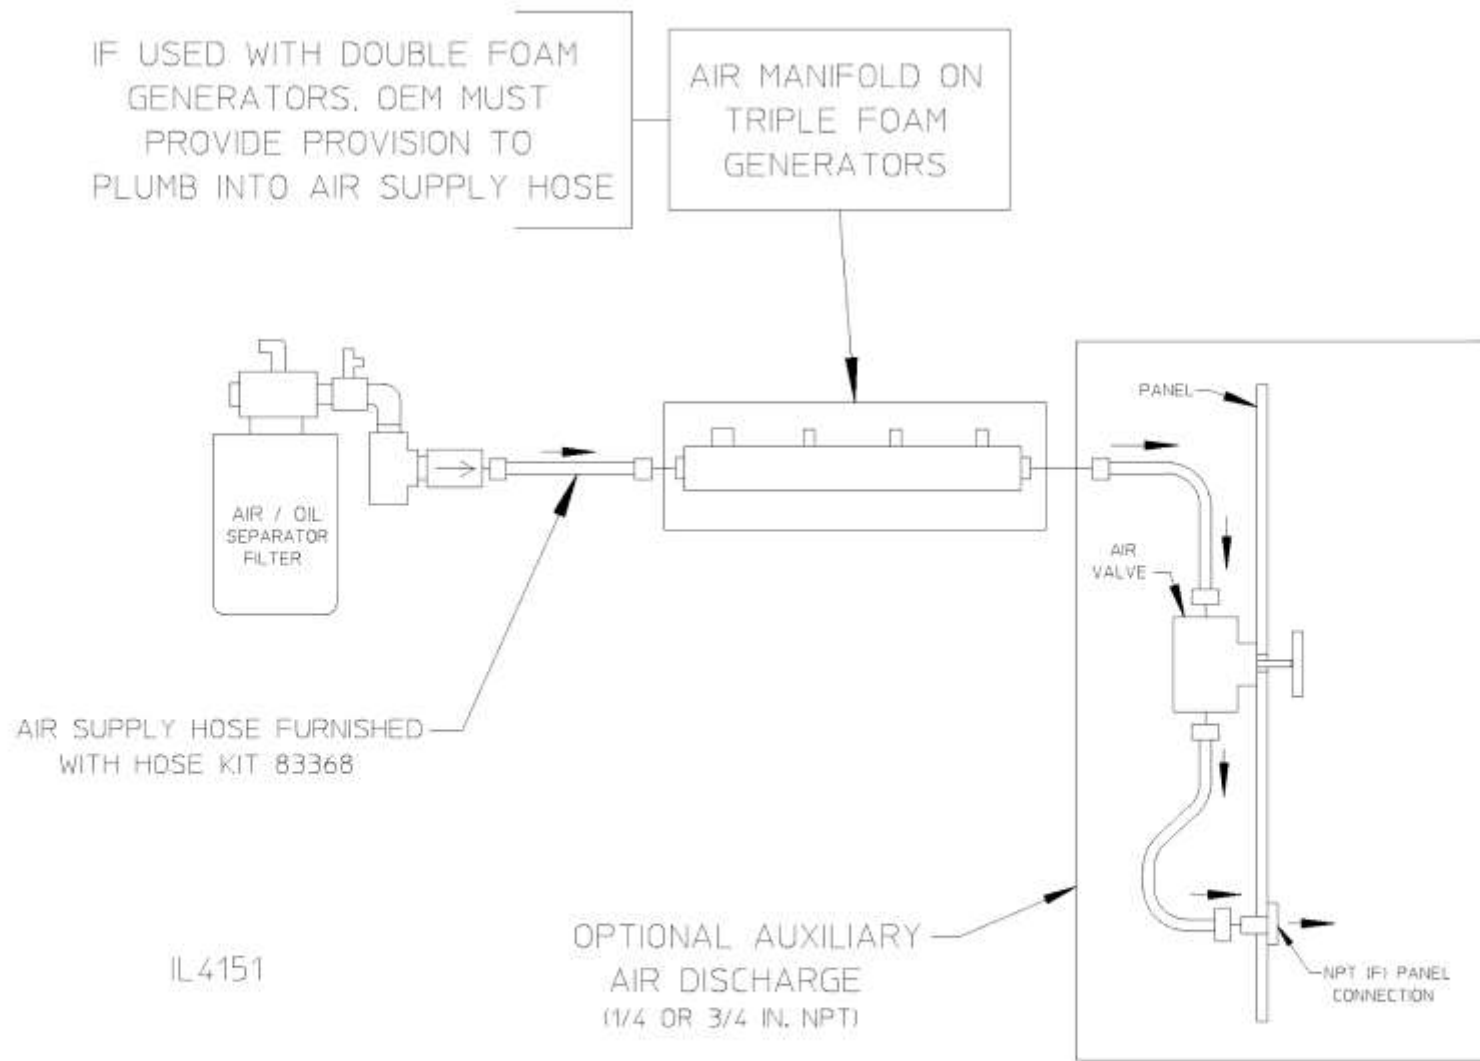 IF USED WITH DOUBLE FOAM
GENERATORS, OEM MUST
PROVIDE PROVISION TO
PLUMB INTO AIR SUPPLY HOSE
AIR MANIFOLD ON
TRIPLE FOAM
GENERATORS
PANEL
AIR / OIL
SEPARATOR
FILTER
AIR
VALVE
AIR SUPPLY HOSE FURNISHED
WITH HOSE KIT 83368
OPTIONAL AUXILIARY
AIR DISCHARGE
(1/4 OR 3/4 IN. NPT)
NPT (F) PANEL
CONNECTION
IL4151